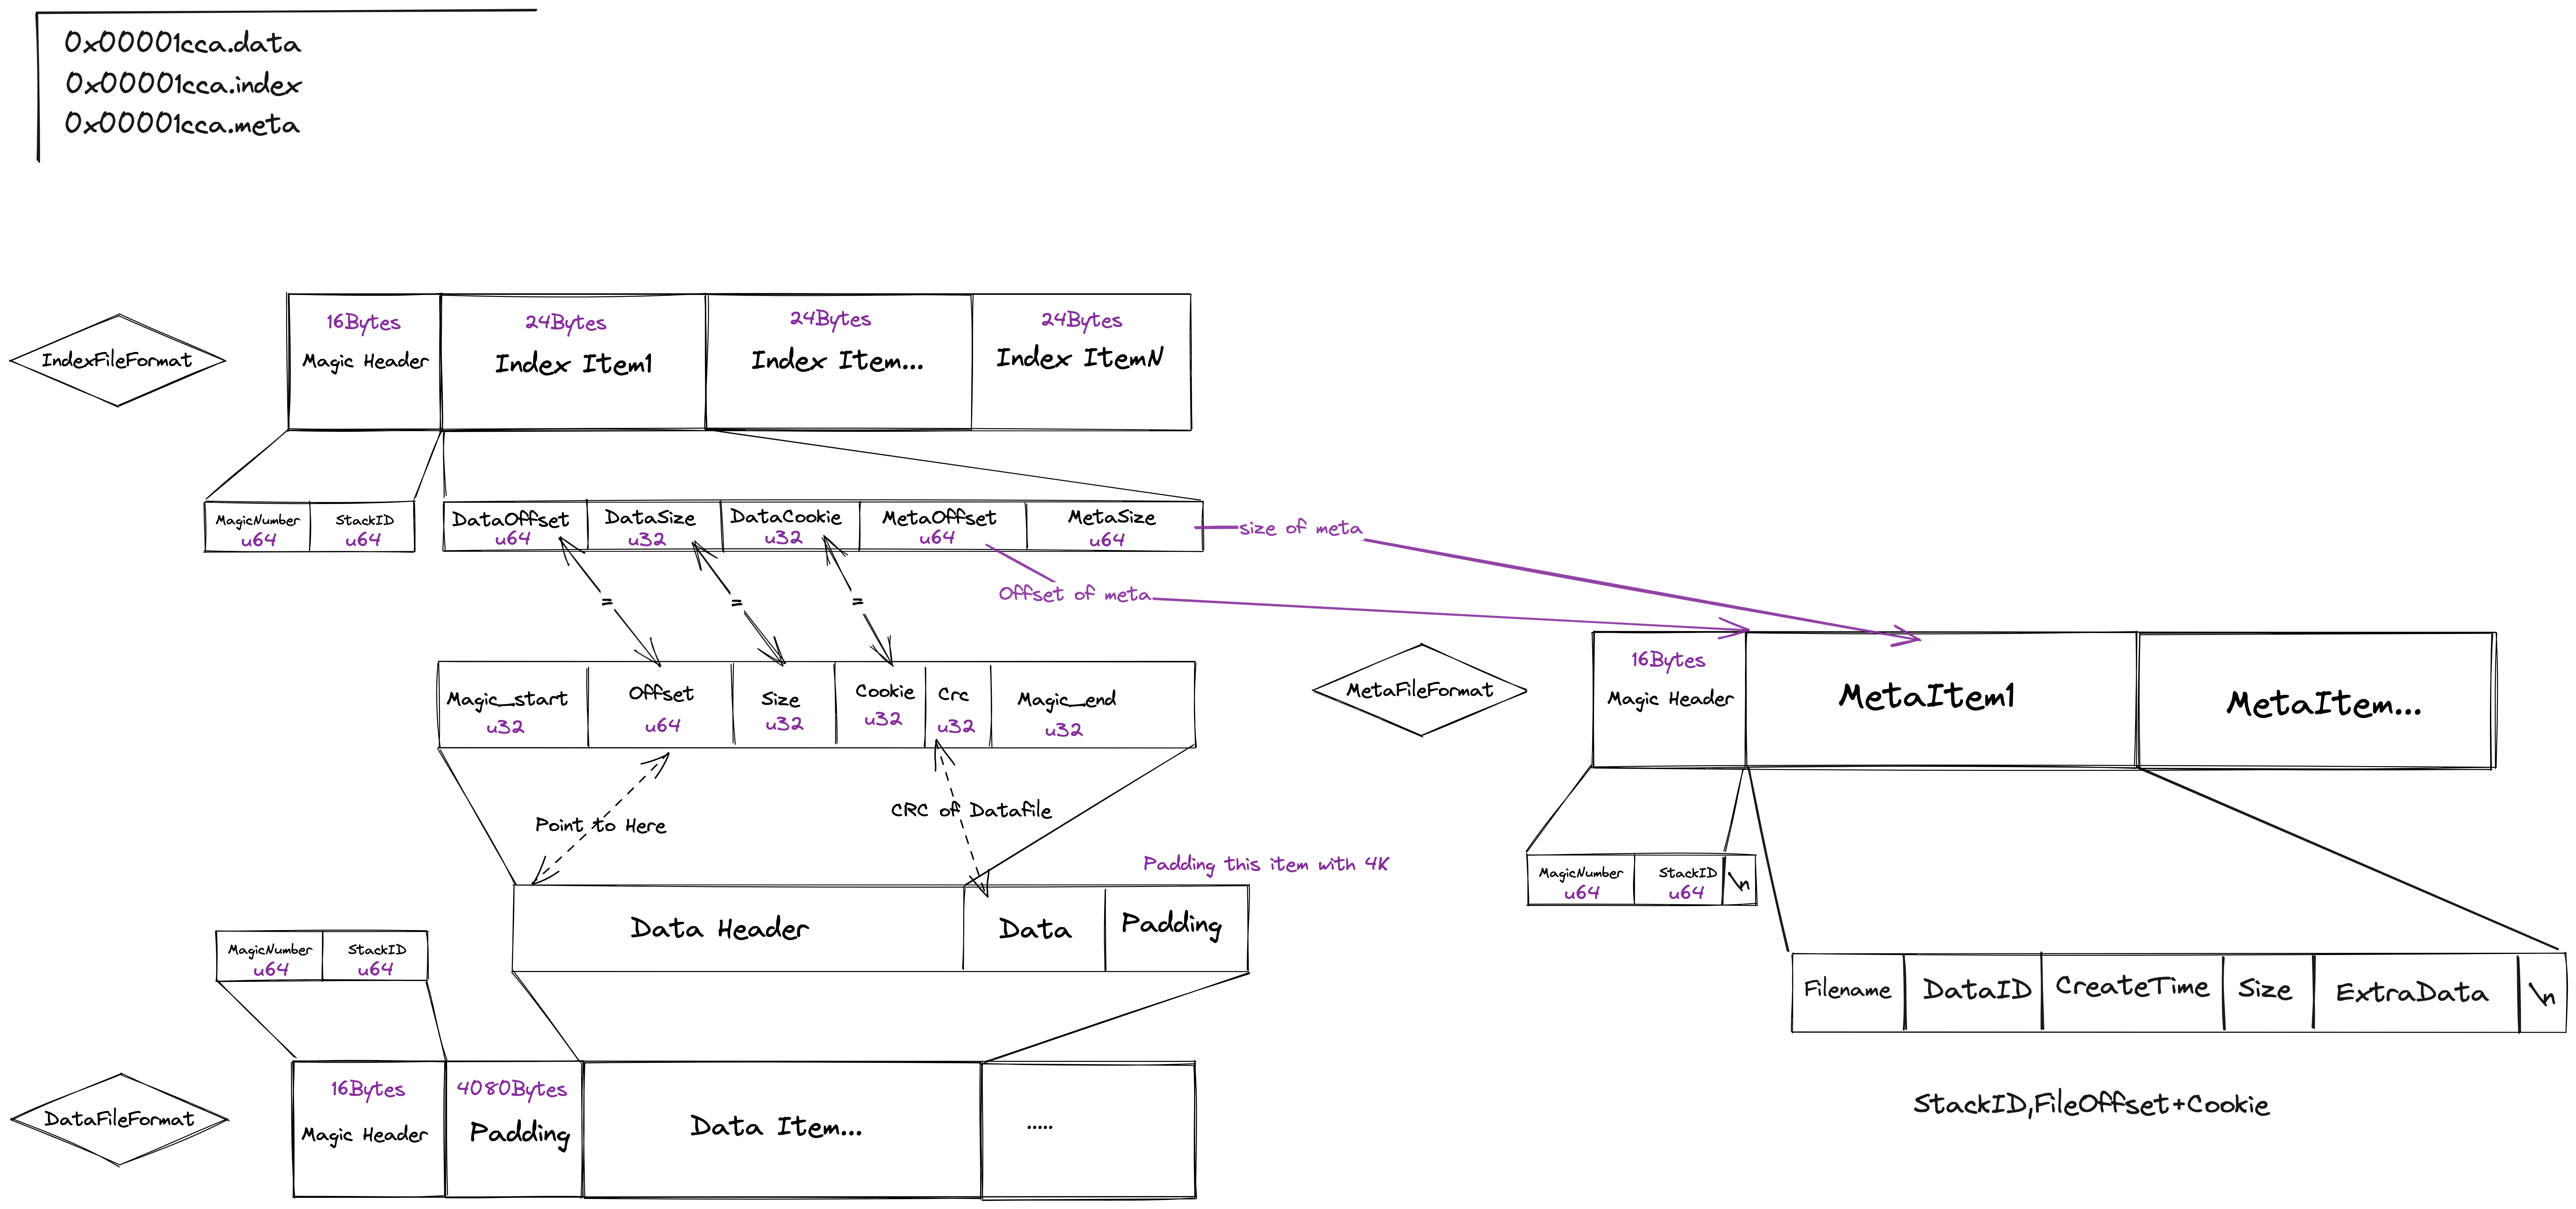 0x00001cca.data
0x00001cca.index
0x00001cca.meta
IndexFileFormat
16Bytes
Magic Header
24Bytes
Index Item1
24Bytes
Index Item...
24Bytes
Index ItemN
MagicNumber
u64
StackID
u64
DataOffset
u64
DataSize
u32
DataCookie
u32
MetaOffset
u64
MetaSize
u64
size of meta
Offset of meta
=
=
=
Magic_start
u32
Offset
u64
Size
u32
Cookie
u32
Crc
u32
Magic_end
u32
Point to Here
CRC of Datafile
Padding this item with 4K
Data Header
Data
Padding
MagicNumber
u64
StackID
u64
DataFileFormat
16Bytes
Magic Header
4080Bytes
Padding
Data Item...
.....
MetaFileFormat
16Bytes
Magic Header
MetaItem1
MetaItem...
MagicNumber
u64
StackID
u64
\n
Filename
DataID
CreateTime
Size
ExtraData
\n
StackID,FileOffset+Cookie